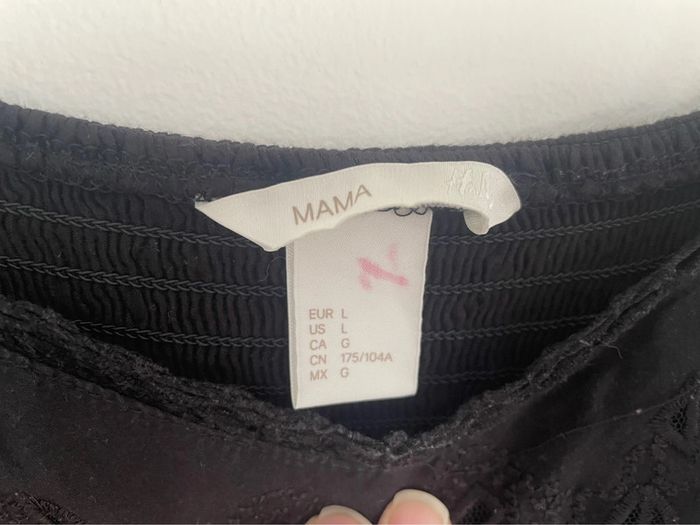 MAMA
EUR L
US L
CA G
CN 175/104A
MX G